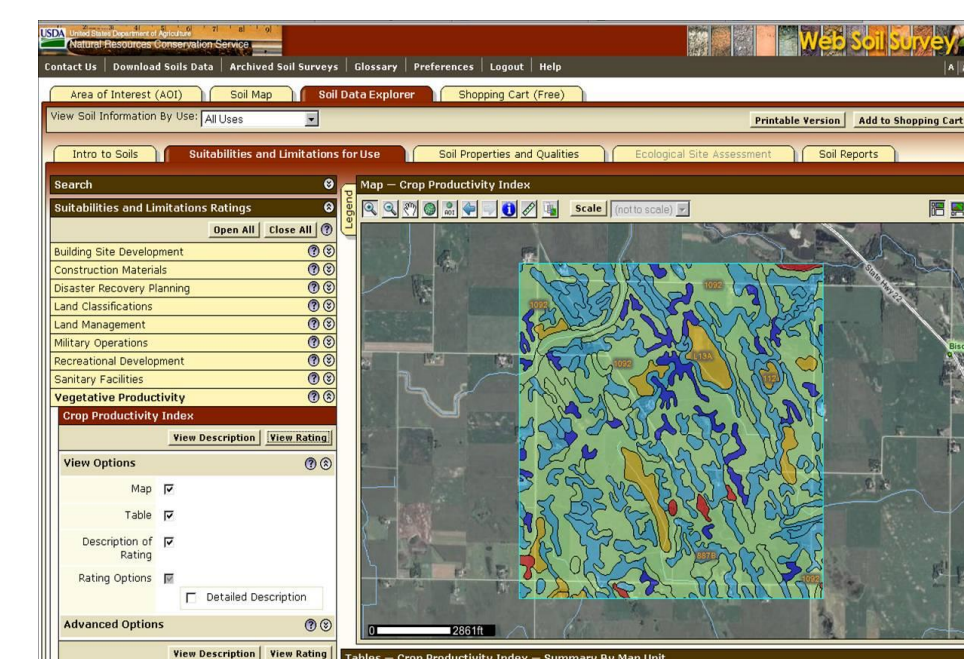 USDA United States Department of Agriculture
Natural Resources Conservation Service
Web Soil Survey
Contact Us | Download Soils Data | Archived Soil Surveys | Glossary | Preferences | Logout | Help
A
Area of Interest (AOI) Soil Map Soil Data Explorer Shopping Cart (Free)
View Soil Information By Use: All Uses Printable Version Add to Shopping Cart
Intro to Soils Suitabilities and Limitations for Use Soil Properties and Qualities Ecological Site Assessment Soil Reports
Search
Suitabilities and Limitations Ratings
Open All Close All
Building Site Development
Construction Materials
Disaster Recovery Planning
Land Classifications
Land Management
Military Operations
Recreational Development
Sanitary Facilities
Vegetative Productivity
Crop Productivity Index
View Description View Rating
View Options
Map
Table
Description of
Rating
Rating Options
Detailed Description
Advanced Options
View Description View Rating
Legend
Map — Crop Productivity Index
Scale (not to scale)
State Hwy 22
1092
1092
1092
L13A
887B
1092
0 2861ft
Tables — Crop Productivity Index — Summary By Map Unit